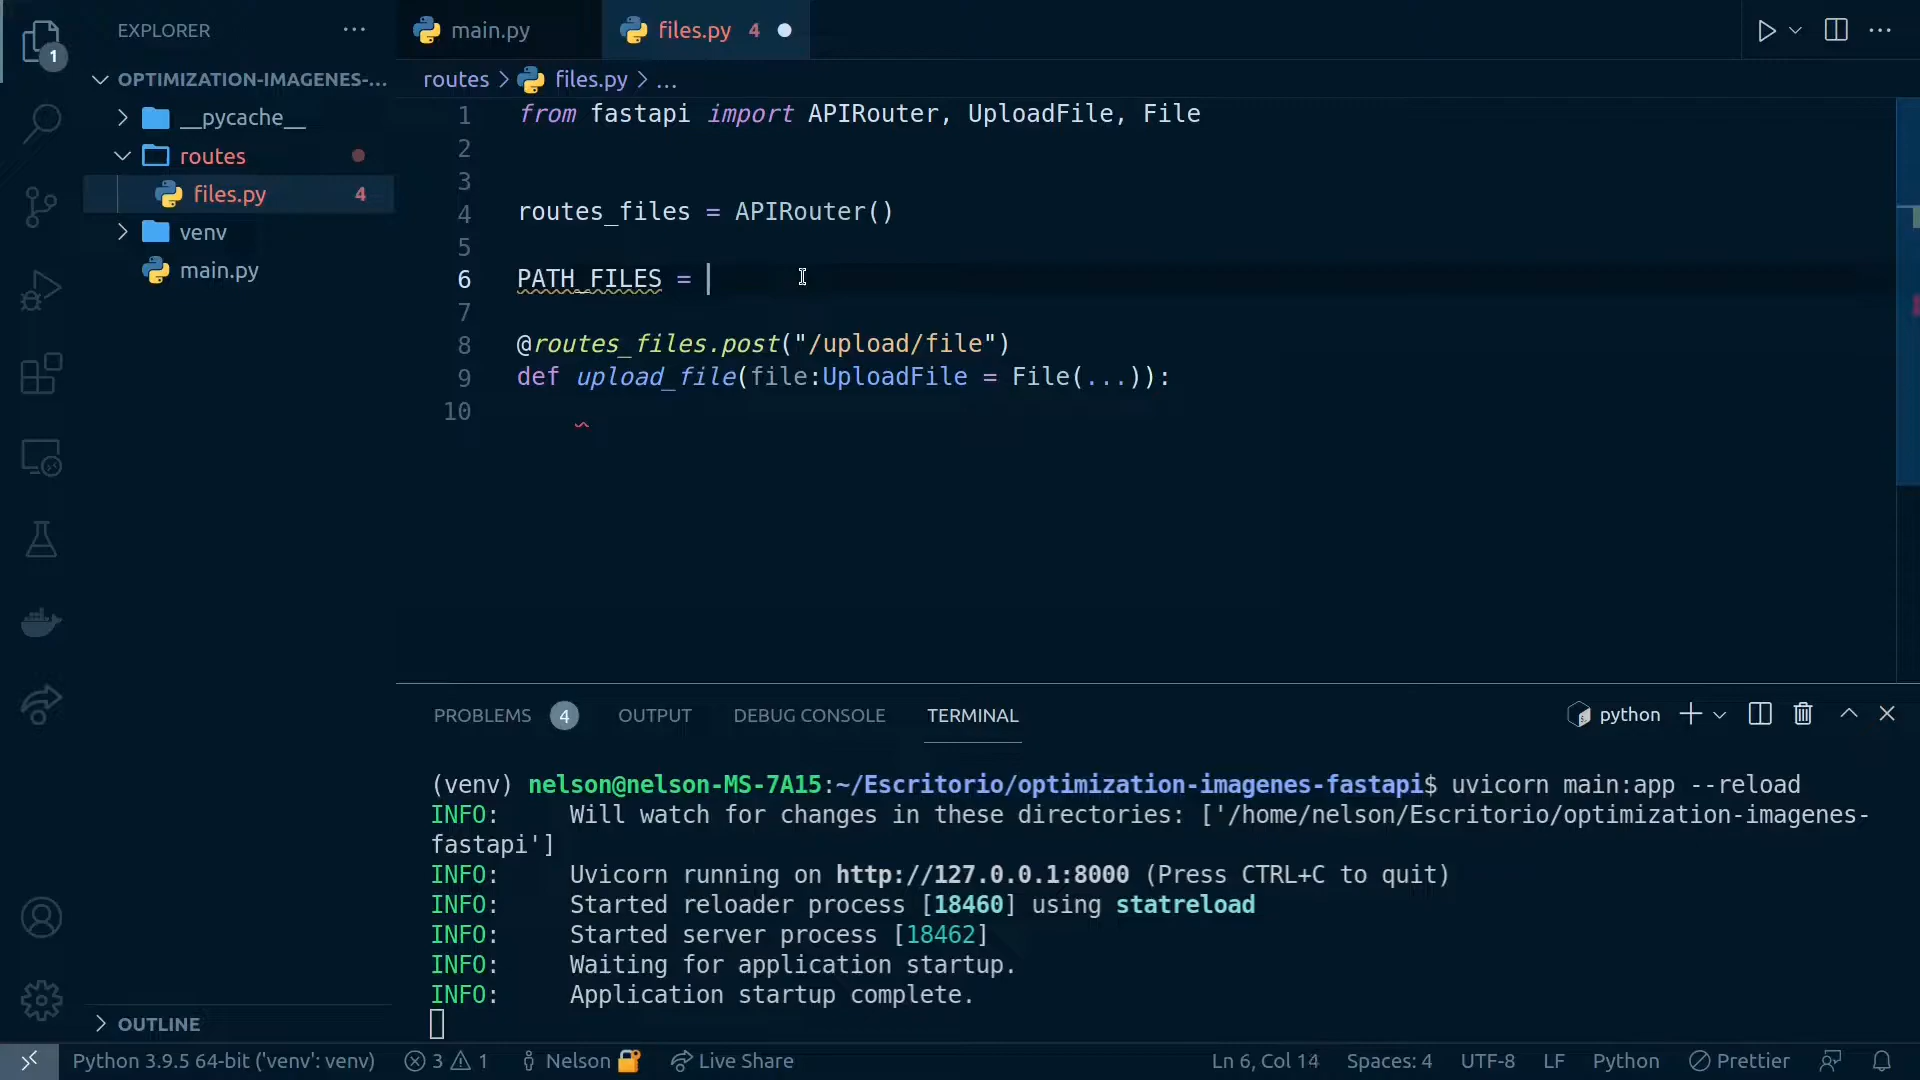 EXPLORER ...
main.py
files.py 4
1
OPTIMIZATION-IMAGENES-...
routes > files.py > ...
__pycache__
routes
files.py 4
venv
main.py
1 from fastapi import APIRouter, UploadFile, File
2
3
4 routes_files = APIRouter()
5
6 PATH_FILES =
7
8 @routes_files.post("/upload/file")
9 def upload_file(file:UploadFile = File(...)):
10
PROBLEMS 4 OUTPUT DEBUG CONSOLE TERMINAL
python
(venv) nelson@nelson-MS-7A15:~/Escritorio/optimization-imagenes-fastapi$ uvicorn main:app --reload
INFO: Will watch for changes in these directories: ['/home/nelson/Escritorio/optimization-imagenes-
fastapi']
INFO: Uvicorn running on http://127.0.0.1:8000 (Press CTRL+C to quit)
INFO: Started reloader process [18460] using statreload
INFO: Started server process [18462]
INFO: Waiting for application startup.
INFO: Application startup complete.
OUTLINE
Python 3.9.5 64-bit ('venv': venv) 3 1 Nelson Live Share Ln 6, Col 14 Spaces: 4 UTF-8 LF Python Prettier